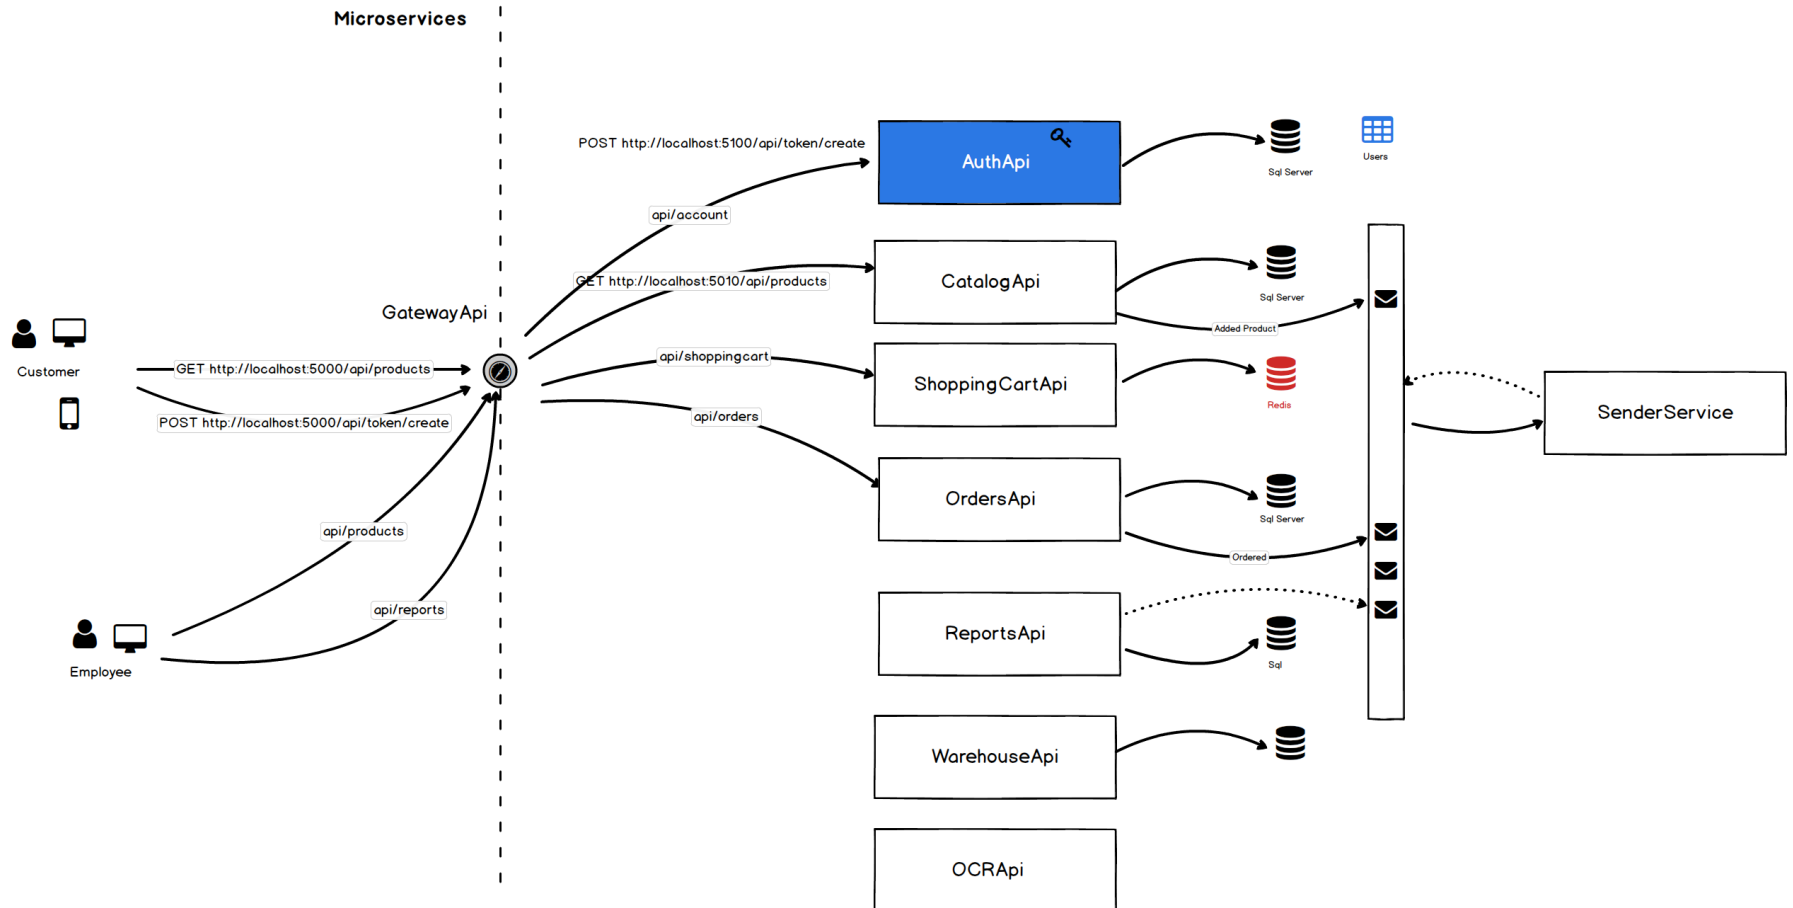 Microservices
POST http://localhost:5100/api/token/create
AuthApi
Sql Server
Users
api/account
GET http://localhost:5010/api/products
CatalogApi
Sql Server
Added Product
GatewayApi
Customer
GET http://localhost:5000/api/products
POST http://localhost:5000/api/token/create
api/shoppingcart
ShoppingCartApi
Redis
SenderService
api/orders
OrdersApi
Sql Server
Ordered
api/products
api/reports
Employee
ReportsApi
Sql
WarehouseApi
OCRApi